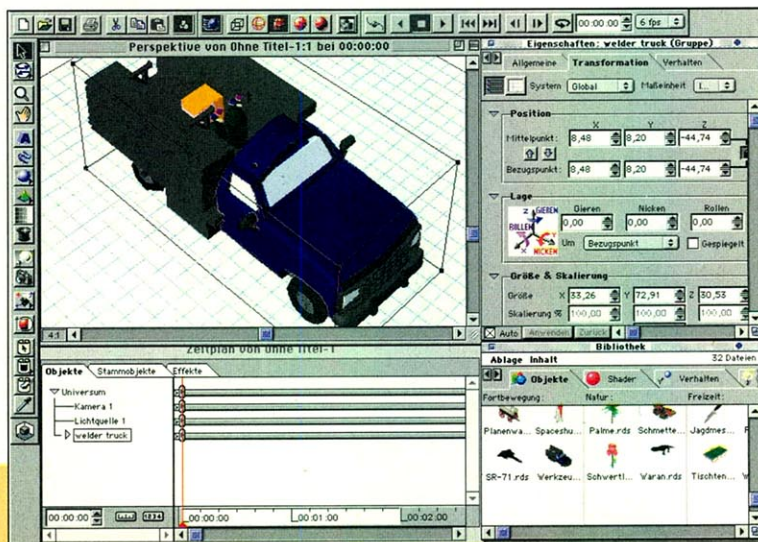 00:00:00 6 fps
Perspektive von Ohne Titel-1:1 bei 00:00:00
4:1
Eigenschaften: welder truck (Gruppe)
Allgemeine Transformation Verhalten
System Global Maßeinheit I...
Position
X Y Z
Mittelpunkt: 8,48 8,20 -44,74
Bezugspunkt: 8,48 8,20 -44,74
Lage
Gieren Nicken Rollen
0,00 0,00 0,00
Z GIEREN
ROLLEN Y
X NICKEN
Um Bezugspunkt Gespiegelt
Größe & Skalierung
Größe X 33,26 Y 72,91 Z 30,53
Skalierung % 100,00 100,00 100,00
Auto Anwenden Zurück
Zeitplan von Ohne Titel-1
Objekte Stammobjekte Effekte
Universum
Kamera 1
Lichtquelle 1
welder truck
00:00:00 1234 00:00:00 00:01:00 00:02:00
Bibliothek
Ablage Inhalt 32 Dateien
Objekte Shader Verhalten
Fortbewegung: Natur: Freizeit:
Planenwa... Spaceshu... Palme.rds Schmette... Jagdmes...
SR-71.rds Werkzeu... Schwertl... Waran.rds Tischten...